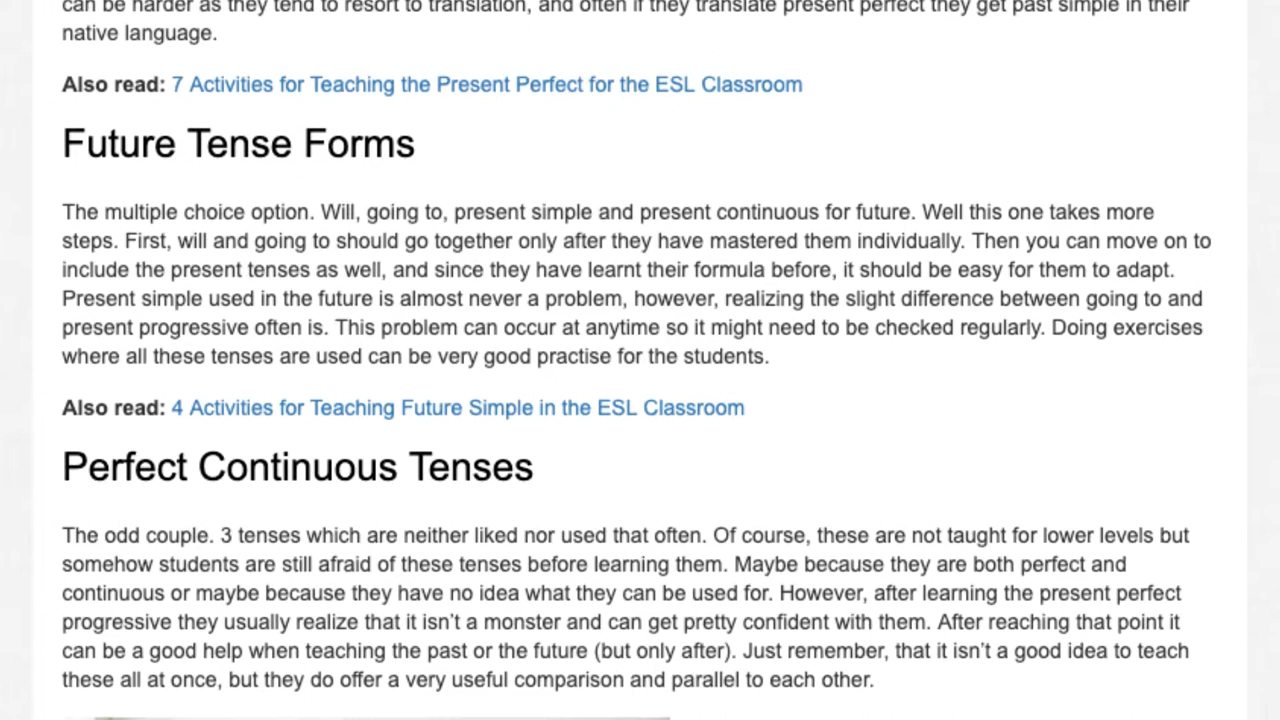 can be harder as they tend to resort to translation, and often if they translate present perfect they get past simple in their
native language.
Also read: 7 Activities for Teaching the Present Perfect for the ESL Classroom
Future Tense Forms
The multiple choice option. Will, going to, present simple and present continuous for future. Well this one takes more
steps. First, will and going to should go together only after they have mastered them individually. Then you can move on to
include the present tenses as well, and since they have learnt their formula before, it should be easy for them to adapt.
Present simple used in the future is almost never a problem, however, realizing the slight difference between going to and
present progressive often is. This problem can occur at anytime so it might need to be checked regularly. Doing exercises
where all these tenses are used can be very good practise for the students.
Also read: 4 Activities for Teaching Future Simple in the ESL Classroom
Perfect Continuous Tenses
The odd couple. 3 tenses which are neither liked nor used that often. Of course, these are not taught for lower levels but
somehow students are still afraid of these tenses before learning them. Maybe because they are both perfect and
continuous or maybe because they have no idea what they can be used for. However, after learning the present perfect
progressive they usually realize that it isn't a monster and can get pretty confident with them. After reaching that point it
can be a good help when teaching the past or the future (but only after). Just remember, that it isn't a good idea to teach
these all at once, but they do offer a very useful comparison and parallel to each other.